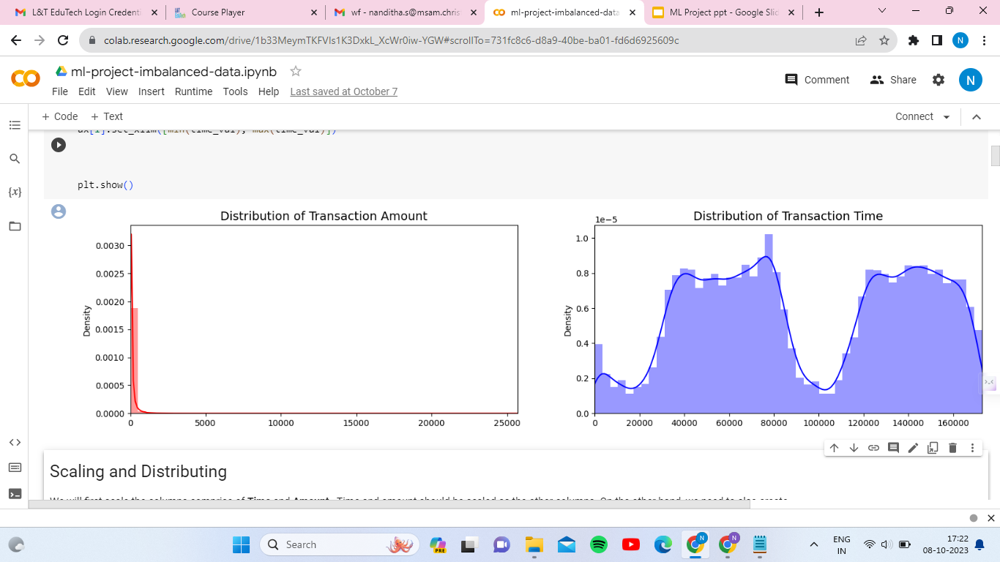 L&T EduTech Login Credenti
Course Player
wf - nanditha.s@msam.chris
ml-project-imbalanced-data
ML Project ppt - Google Slid
colab.research.google.com/drive/1b33MeymTKFVIs1K3DxkL_XcWr0iw-YGW#scrollTo=731fc8c6-d8a9-40be-ba01-fd6d6925609c
N
ml-project-imbalanced-data.ipynb
File Edit View Insert Runtime Tools Help Last saved at October 7
Comment
Share
N
+ Code + Text
Connect
ax[1].set_xlim([min(time_val), max(time_val)])
plt.show()
{x}
Distribution of Transaction Amount
Density
0.0030
0.0025
0.0020
0.0015
0.0010
0.0005
0.0000
0 5000 10000 15000 20000 25000
Distribution of Transaction Time
1e−5
Density
1.0
0.8
0.6
0.4
0.2
0.0
0 20000 40000 60000 80000 100000 120000 140000 160000
Scaling and Distributing
We will first scale the columns comprise of Time and Amount . Time and amount should be scaled as the other columns. On the other hand, we need to also create
Search
PRE
N
N
ENG
IN
17:22
08-10-2023